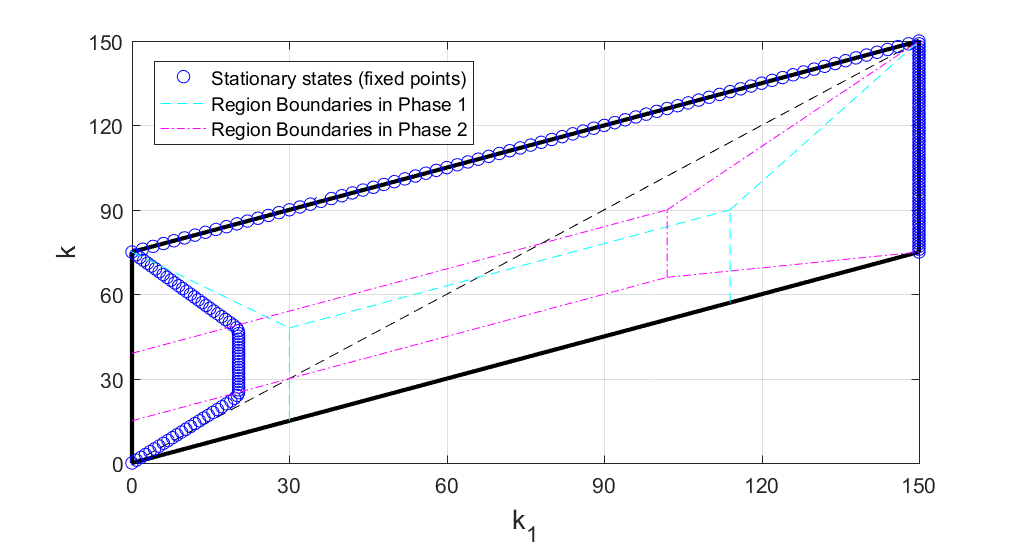 150
Stationary states (fixed points)
Region Boundaries in Phase 1
120
Region Boundaries in Phase 2
90
k
60
30
0
0 30 60 90 120 150
k1